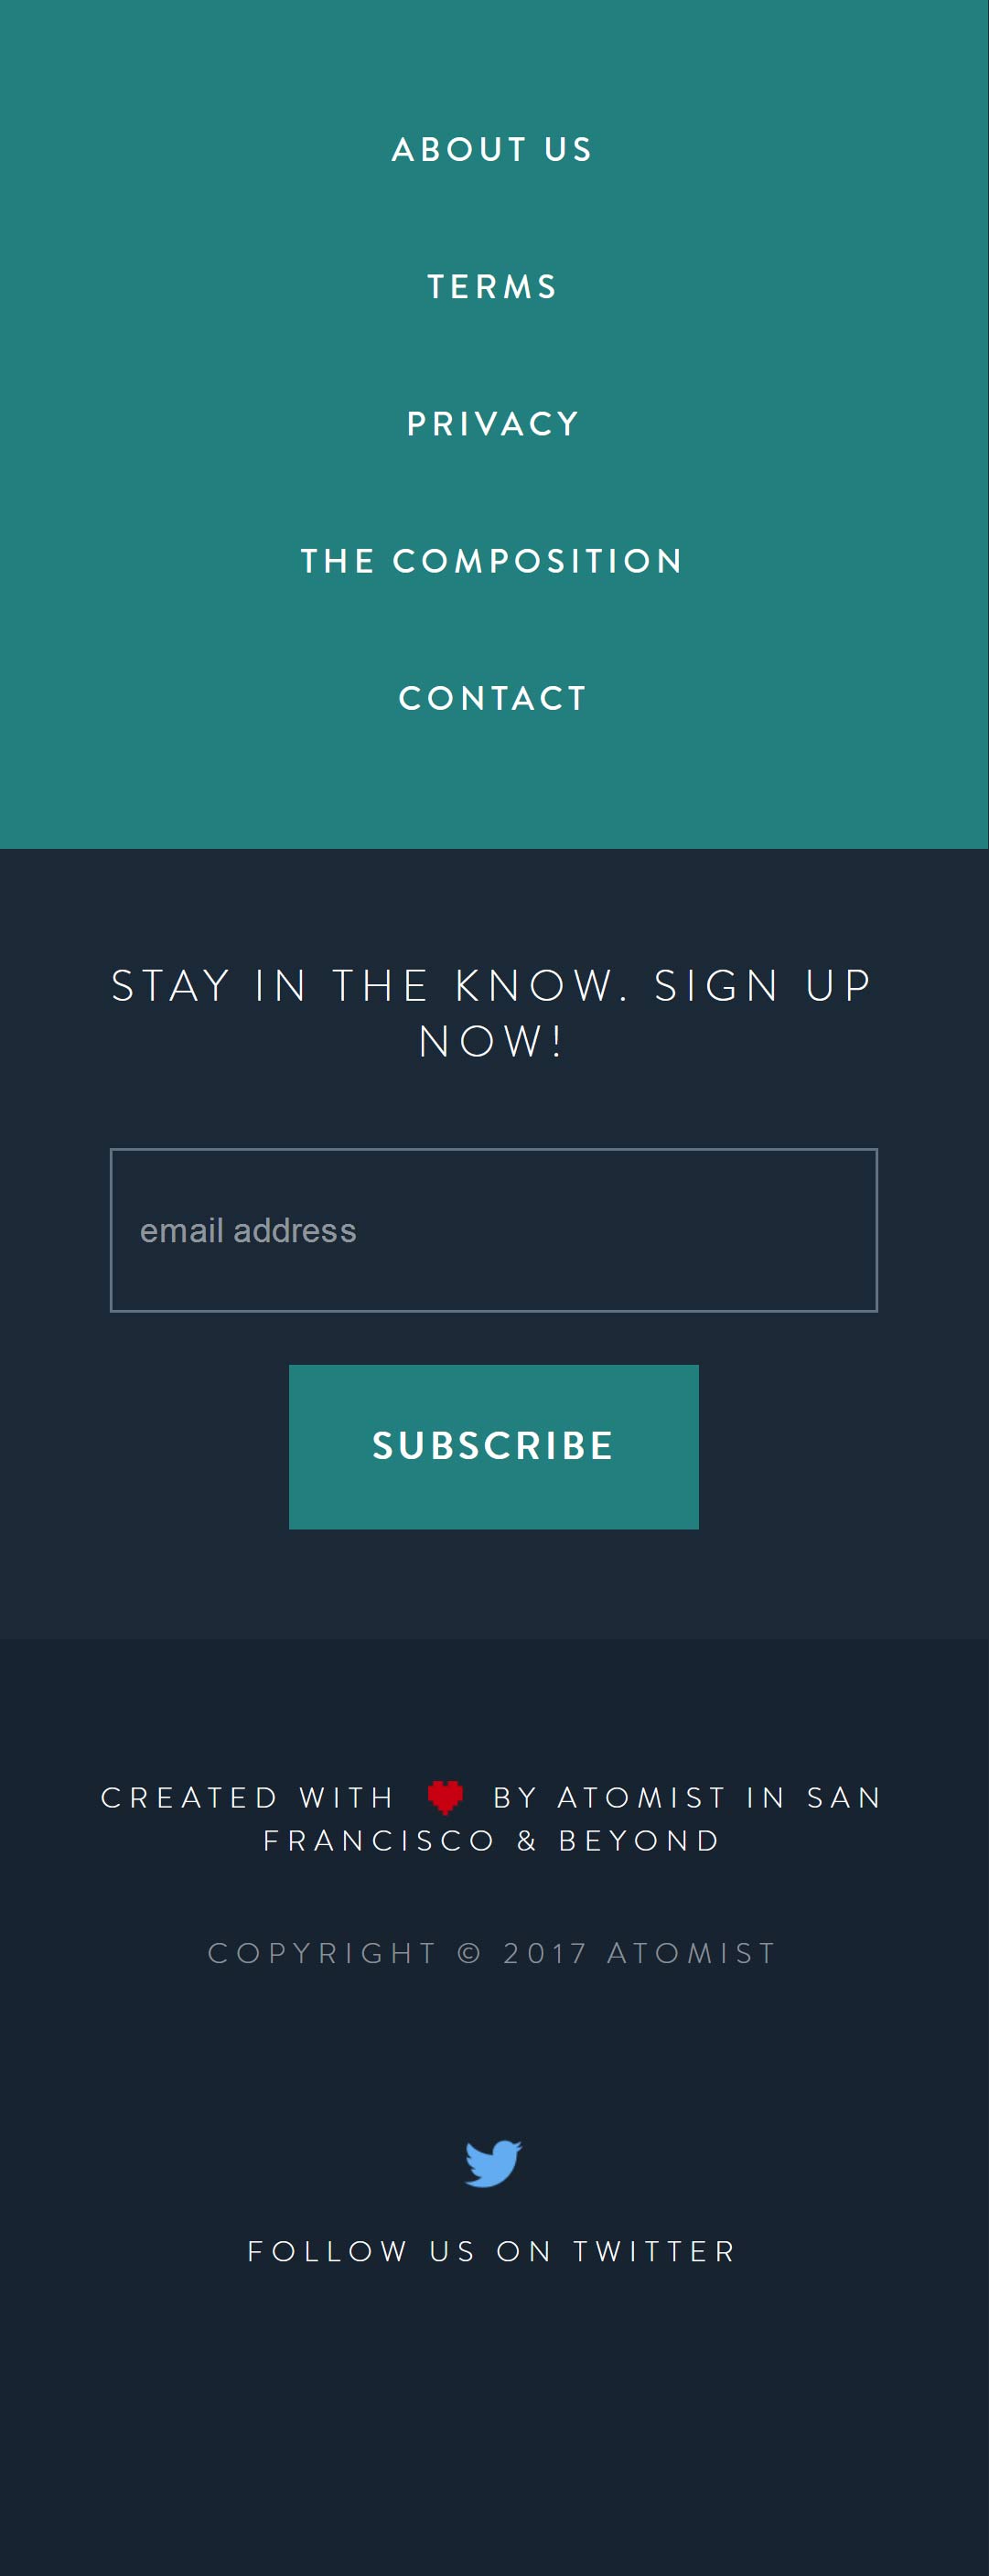 ABOUT US
TERMS
PRIVACY
THE COMPOSITION
CONTACT
STAY IN THE KNOW. SIGN UP
NOW!
email address
SUBSCRIBE
CREATED WITH BY ATOMIST IN SAN
FRANCISCO & BEYOND
COPYRIGHT © 2017 ATOMIST
FOLLOW US ON TWITTER